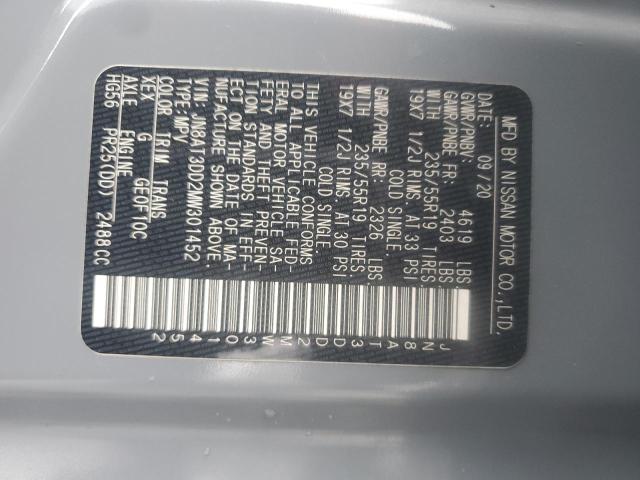 MFD BY NISSAN MOTOR CO.,LTD.
DATE: 09/20
GVWR/PNBV: 4619 LBS.
GAWR/PNBE FR: 2403 LBS.
WITH 235/55R19 TIRES
19X7 1/2J RIMS AT 33 PSI
COLD SINGLE
GAWR/PNBE RR: 2326 LBS.
WITH 235/55R19 TIRES
19X7 1/2J RIMS AT 30 PSI
COLD SINGLE
THIS VEHICLE CONFORMS
TO ALL APPLICABLE FED-
ERAL MOTOR VEHICLE SA-
FETY AND THEFT PREVEN-
TION STANDARDS IN EFF-
ECT ON THE DATE OF MA-
NUFACTURE SHOWN ABOVE.
VIN: JN8AT3DD2MW301452
TYPE: MPV
COLOR TRIM TRANS
XEX G GE0F10C
AXLE ENGINE
HG56 PR25(DD) 2488CC
JN8AT3DD2MW301452